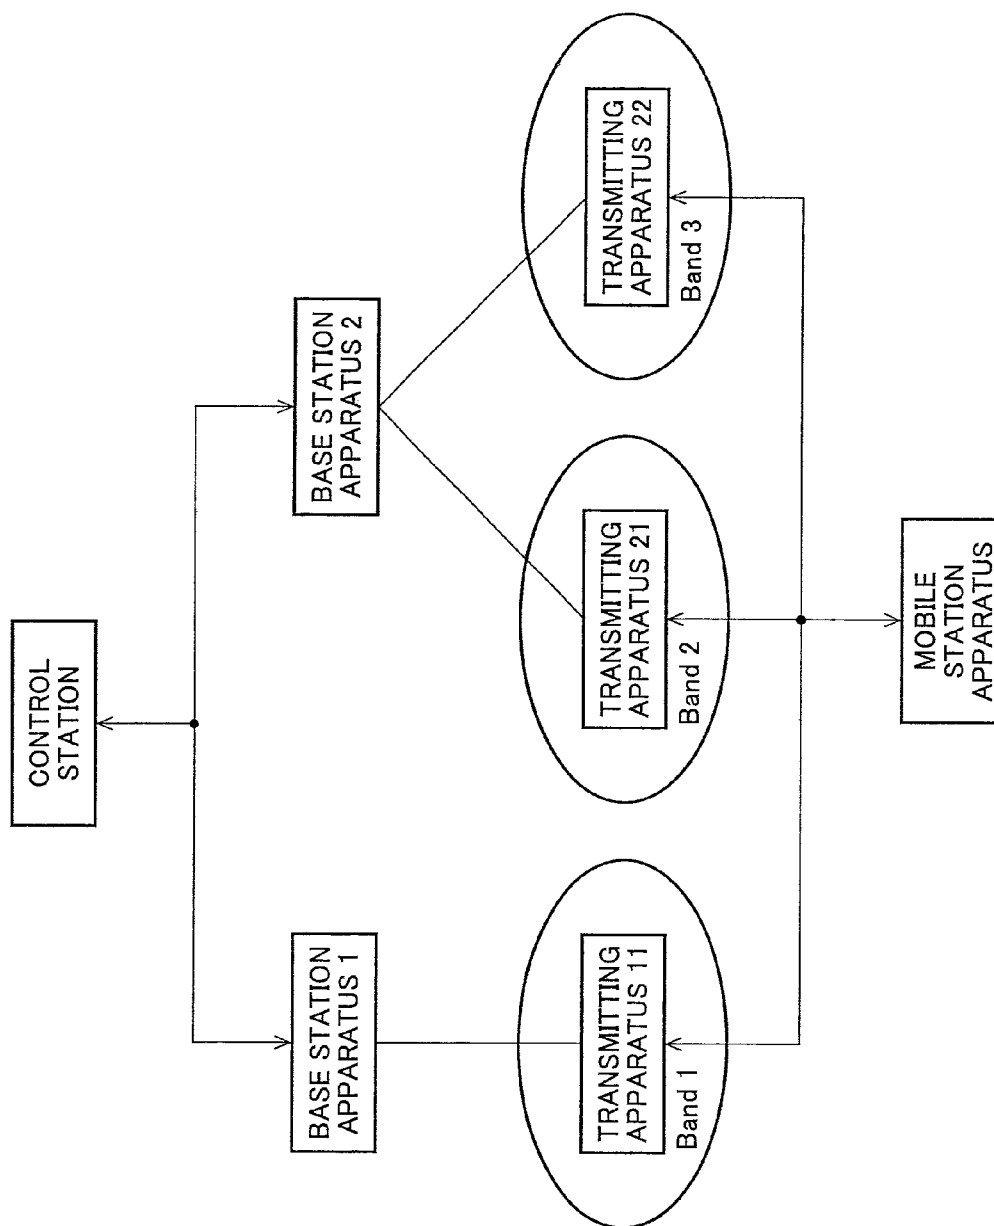 CONTROL
STATION
BASE STATION
APPARATUS 1
BASE STATION
APPARATUS 2
TRANSMITTING
APPARATUS 11
Band 1
TRANSMITTING
APPARATUS 21
Band 2
TRANSMITTING
APPARATUS 22
Band 3
MOBILE
STATION
APPARATUS